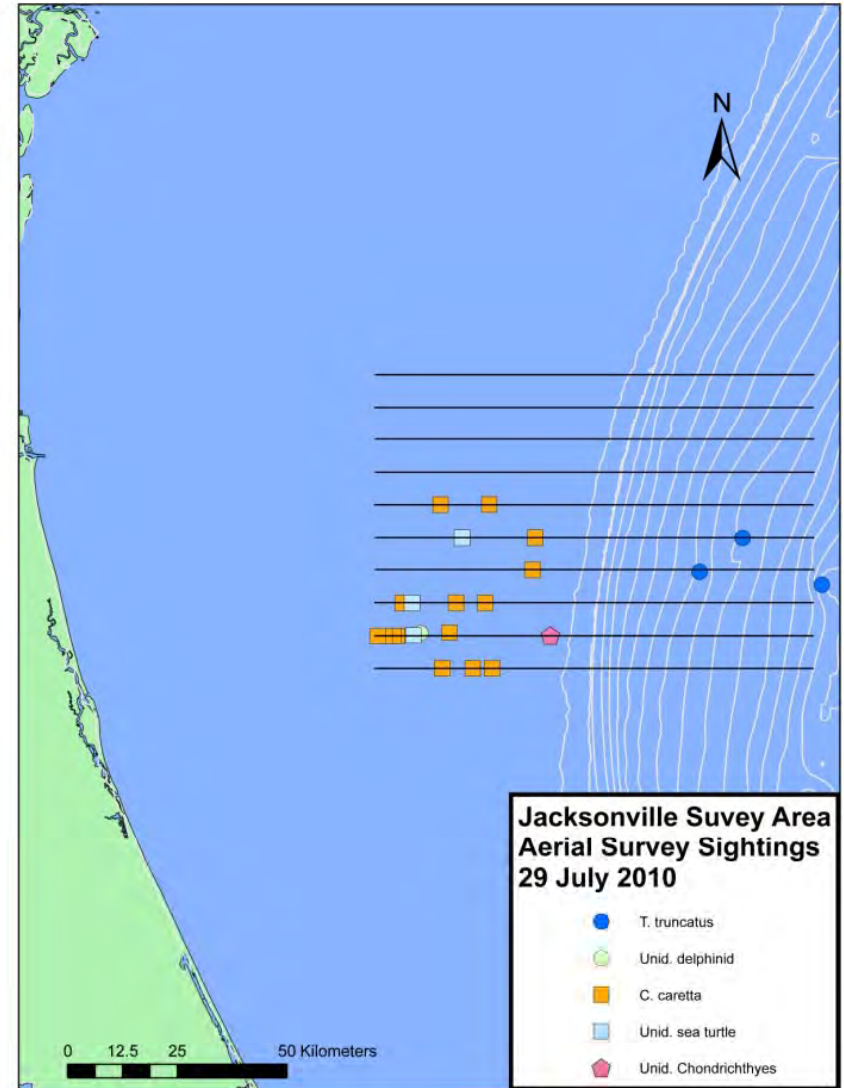 N
Jacksonville Suvey Area
Aerial Survey Sightings
29 July 2010
T. truncatus
Unid. delphinid
C. caretta
Unid. sea turtle
Unid. Chondrichthyes
0 12.5 25 50 Kilometers